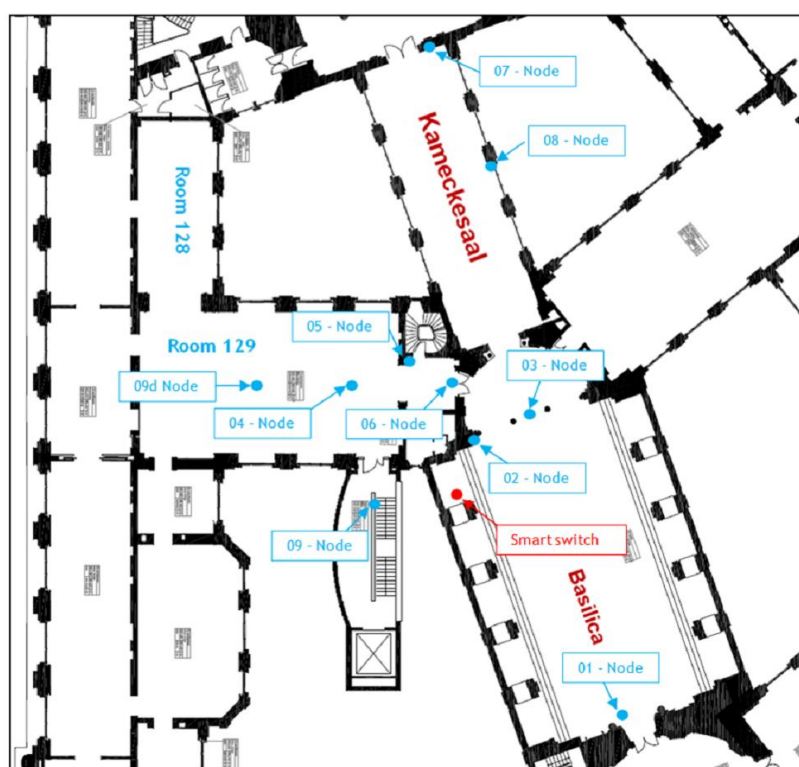 07 - Node
08 - Node
Kameckesaal
Room 128
05 - Node
Room 129
03 - Node
09d Node
04 - Node
06 - Node
02 - Node
09 - Node
Smart switch
Basilica
01 - Node